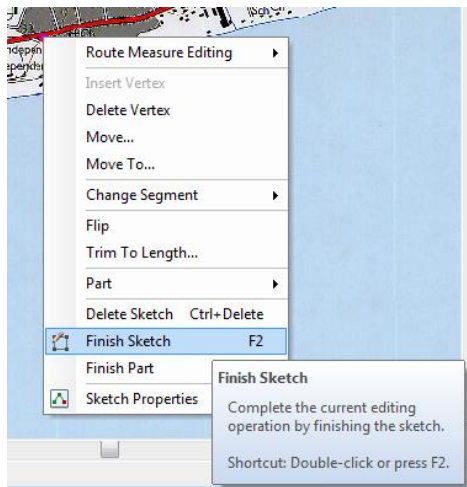 Route Measure Editing
Insert Vertex
Delete Vertex
Move...
Move To...
Change Segment
Flip
Trim To Length...
Part
Delete Sketch Ctrl+Delete
Finish Sketch F2
Finish Part
Sketch Properties
Finish Sketch
Complete the current editing
operation by finishing the sketch.
Shortcut: Double-click or press F2.